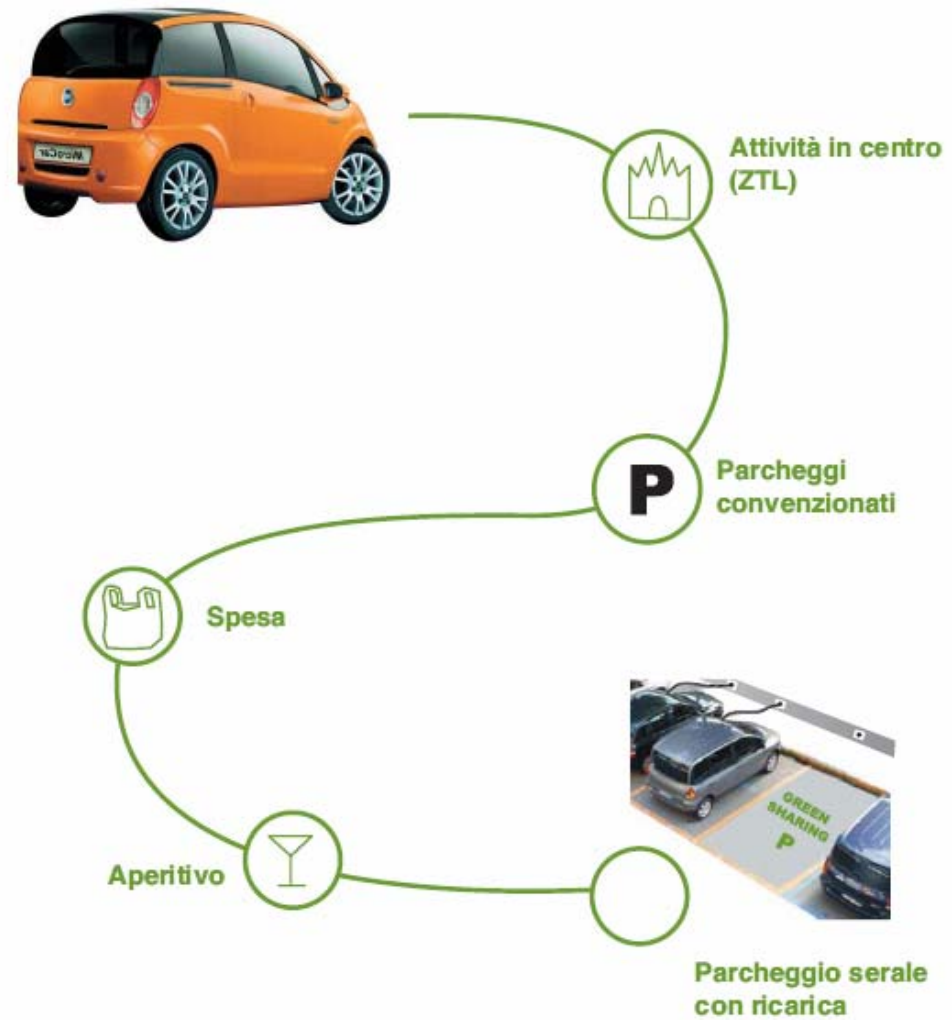 Attività in centro
(ZTL)
P
Parcheggi
convenzionati
Spesa
GREEN
SHARING
P
Aperitivo
Parcheggio serale
con ricarica